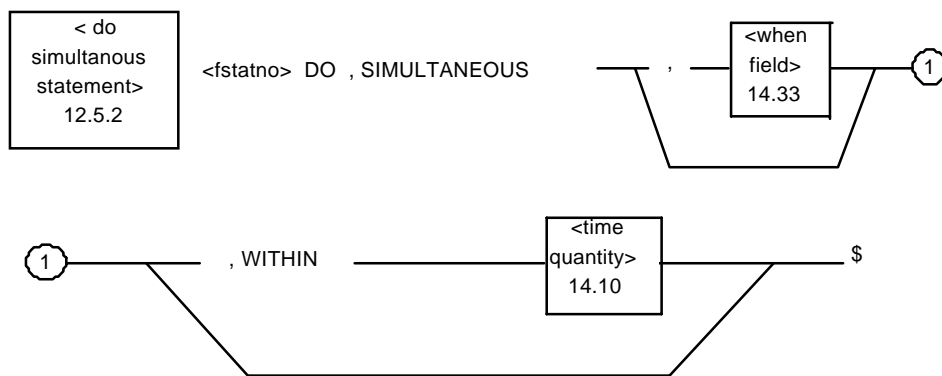 < do
simultanous
statement>
12.5.2
<fstatno> DO , SIMULTANEOUS
,
<when
field>
14.33
1
1
, WITHIN
<time
quantity>
14.10
$